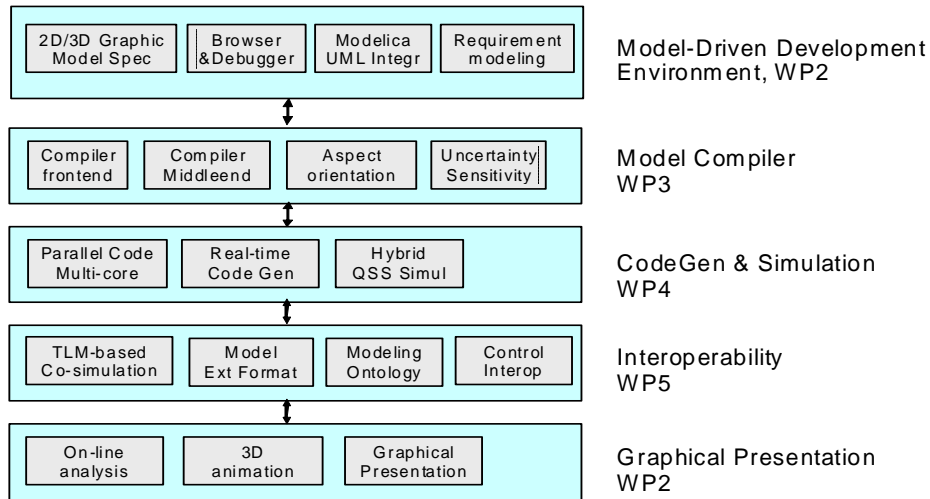 2D/3D Graphic
Model Spec
Browser
&Debugger
Modelica
UML Integr
Requirement
modeling
Model-Driven Development
Environment, WP2
Compiler
frontend
Compiler
Middleend
Aspect
orientation
Uncertainty
Sensitivity
Model Compiler
WP3
Parallel Code
Multi-core
Real-time
Code Gen
Hybrid
QSS Simul
CodeGen & Simulation
WP4
TLM-based
Co-simulation
Model
Ext Format
Modeling
Ontology
Control
Interop
Interoperability
WP5
On-line
analysis
3D
animation
Graphical
Presentation
Graphical Presentation
WP2